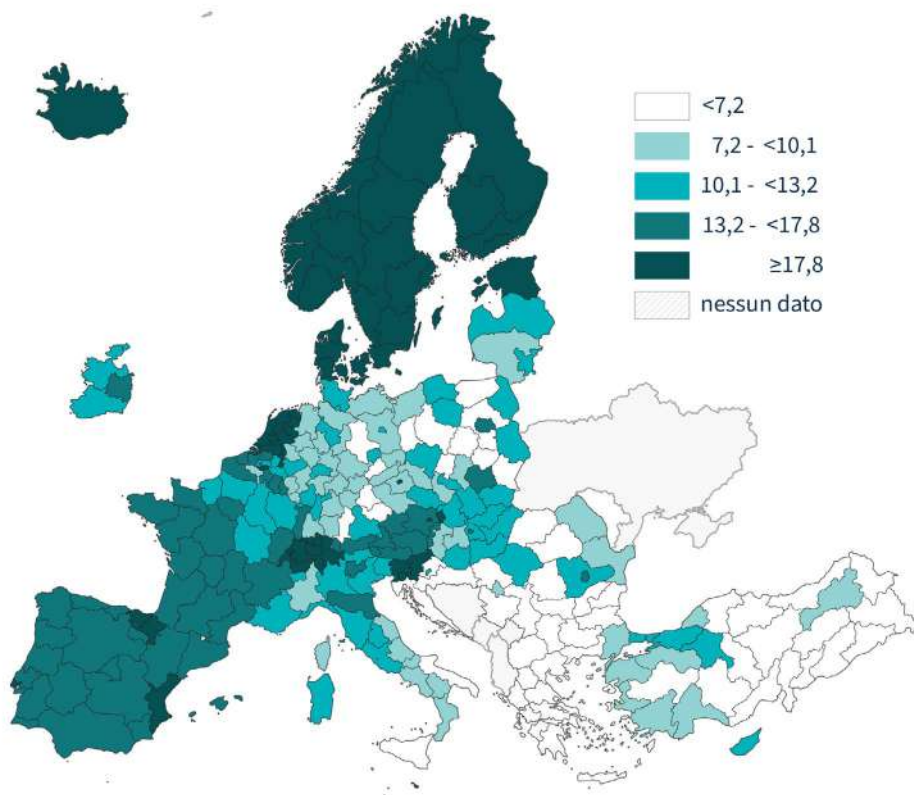 <7,2
7,2 - <10,1
10,1 - <13,2
13,2 - <17,8
≥17,8
nessun dato